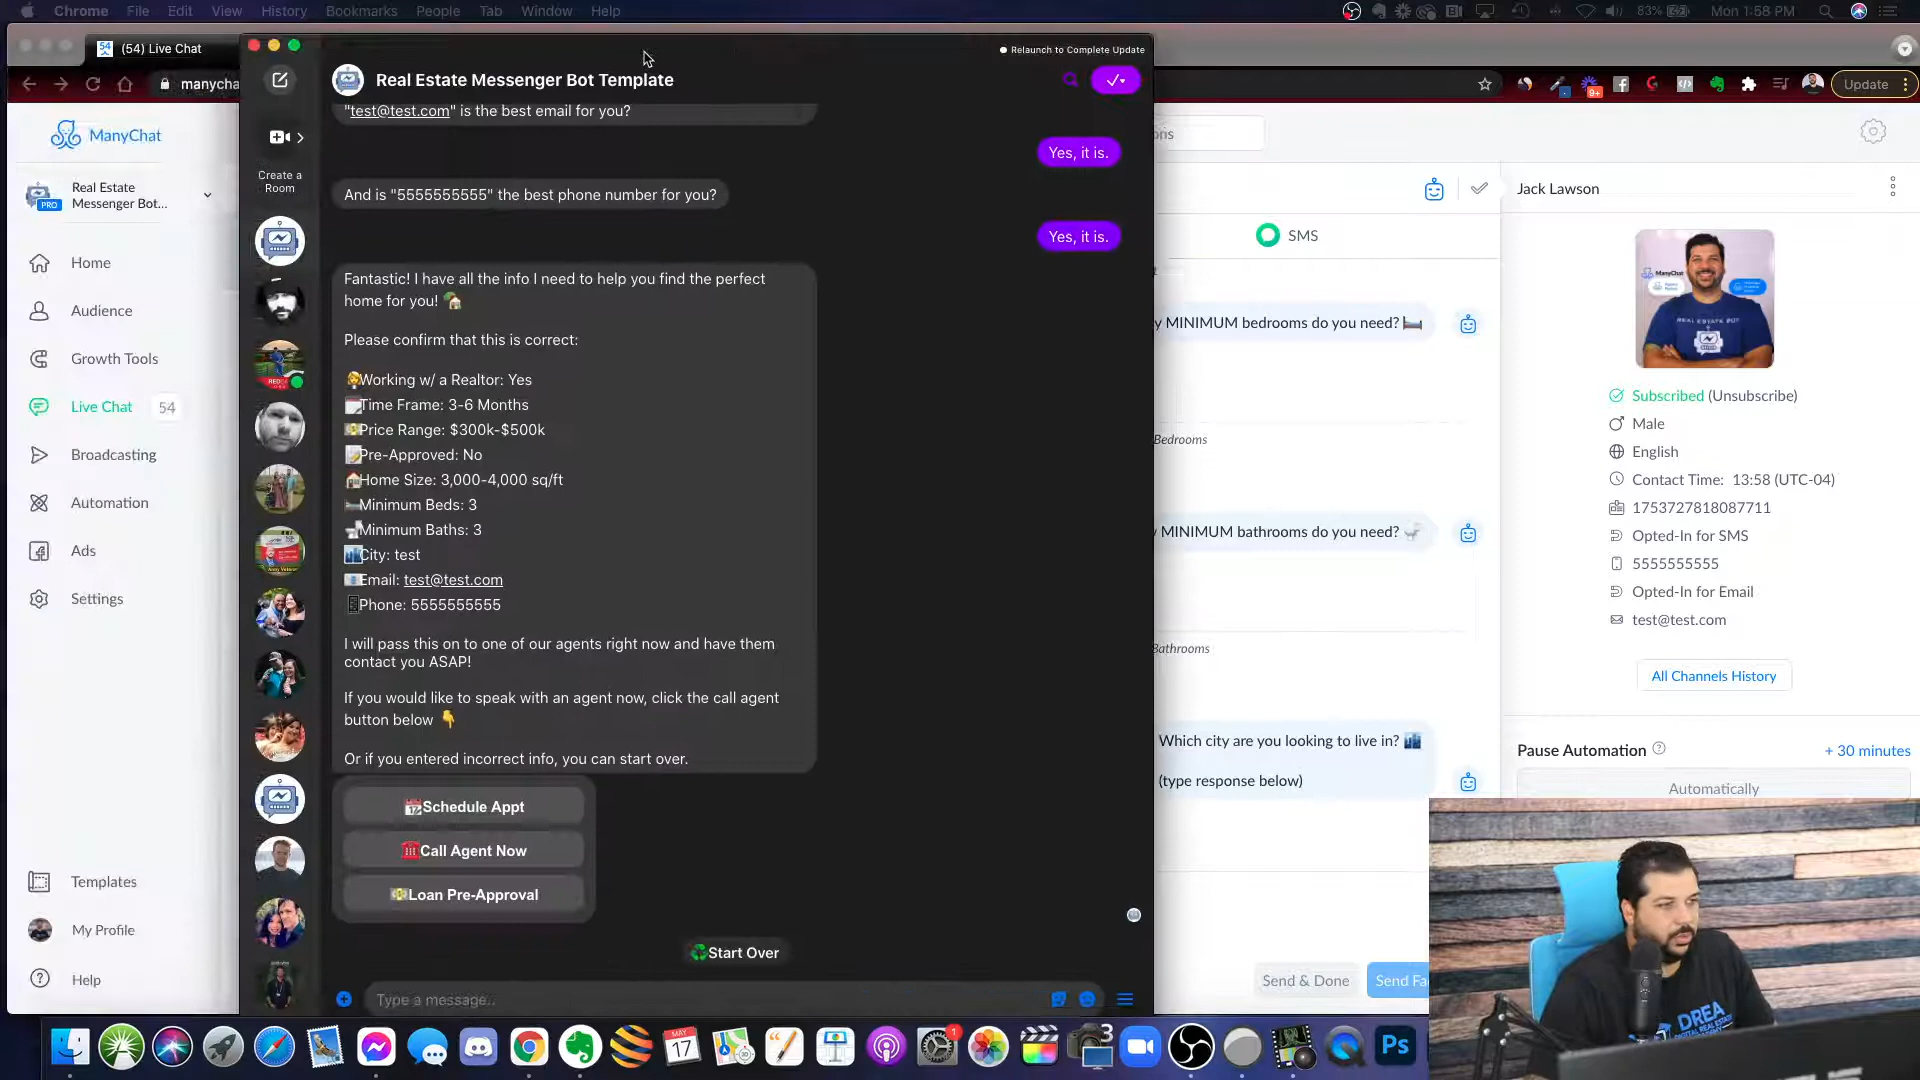 Chrome File Edit View History Bookmarks People Tab Window Help
83% Mon 1:58 PM
(54) Live Chat
Relaunch to Complete Update
manycha
Update
ManyChat
Real Estate
Messenger Bot...
PRO
Home
Audience
Growth Tools
Live Chat 54
Broadcasting
Automation
Ads
Settings
Templates
My Profile
Help
Create a
Room
Real Estate Messenger Bot Template
"test@test.com" is the best email for you?
Yes, it is.
And is "5555555555" the best phone number for you?
Yes, it is.
Fantastic! I have all the info I need to help you find the perfect
home for you! 🏡
Please confirm that this is correct:
Working w/ a Realtor: Yes
Time Frame: 3-6 Months
Price Range: $300k-$500k
Pre-Approved: No
Home Size: 3,000-4,000 sq/ft
Minimum Beds: 3
Minimum Baths: 3
City: test
Email: test@test.com
Phone: 5555555555
I will pass this on to one of our agents right now and have them
contact you ASAP!
If you would like to speak with an agent now, click the call agent
button below 👇
Or if you entered incorrect info, you can start over.
Schedule Appt
Call Agent Now
Loan Pre-Approval
Start Over
Type a message..
ons
SMS
y MINIMUM bedrooms do you need?
Bedrooms
MINIMUM bathrooms do you need?
Bathrooms
Which city are you looking to live in?
(type response below)
Send & Done
Send Fa
Jack Lawson
ManyChat
REAL ESTATE BOT
Subscribed (Unsubscribe)
Male
English
Contact Time: 13:58 (UTC-04)
1753727818087711
Opted-In for SMS
5555555555
Opted-In for Email
test@test.com
All Channels History
Pause Automation ? + 30 minutes
Automatically
DREA
MAY
17
1
3
Ps